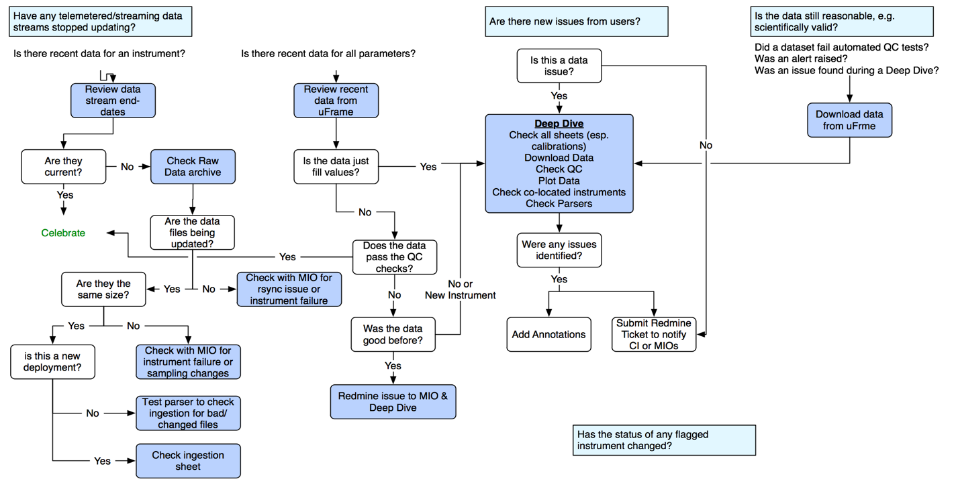 Have any telemetered/streaming data
streams stopped updating?
Is there recent data for an instrument?
Review data
stream end-
dates
Are they
current?
No
Check Raw
Data archive
Yes
Celebrate
Are the data
files being
updated?
Are they the
same size?
Yes
No
Check with MIO for
rsync issue or
instrument failure
Yes
No
is this a new
deployment?
Check with MIO for
instrument failure or
sampling changes
No
Test parser to check
ingestion for bad/
changed files
Yes
Check ingestion
sheet
Is there recent data for all parameters?
Review recent
data from
uFrame
Is the data just
fill values?
Yes
No
Does the data
pass the QC
checks?
Yes
No
No or
New Instrument
Was the data
good before?
Yes
Redmine issue to MIO &
Deep Dive
Are there new issues from users?
Is this a data
issue?
Yes
No
Deep Dive
Check all sheets (esp.
calibrations)
Download Data
Check QC
Plot Data
Check co-located instruments
Check Parsers
Were any issues
identified?
Yes
Add Annotations
Submit Redmine
Ticket to notify
CI or MIOs
Is the data still reasonable, e.g.
scientifically valid?
Did a dataset fail automated QC tests?
Was an alert raised?
Was an issue found during a Deep Dive?
Download data
from uFrme
Has the status of any flagged
instrument changed?